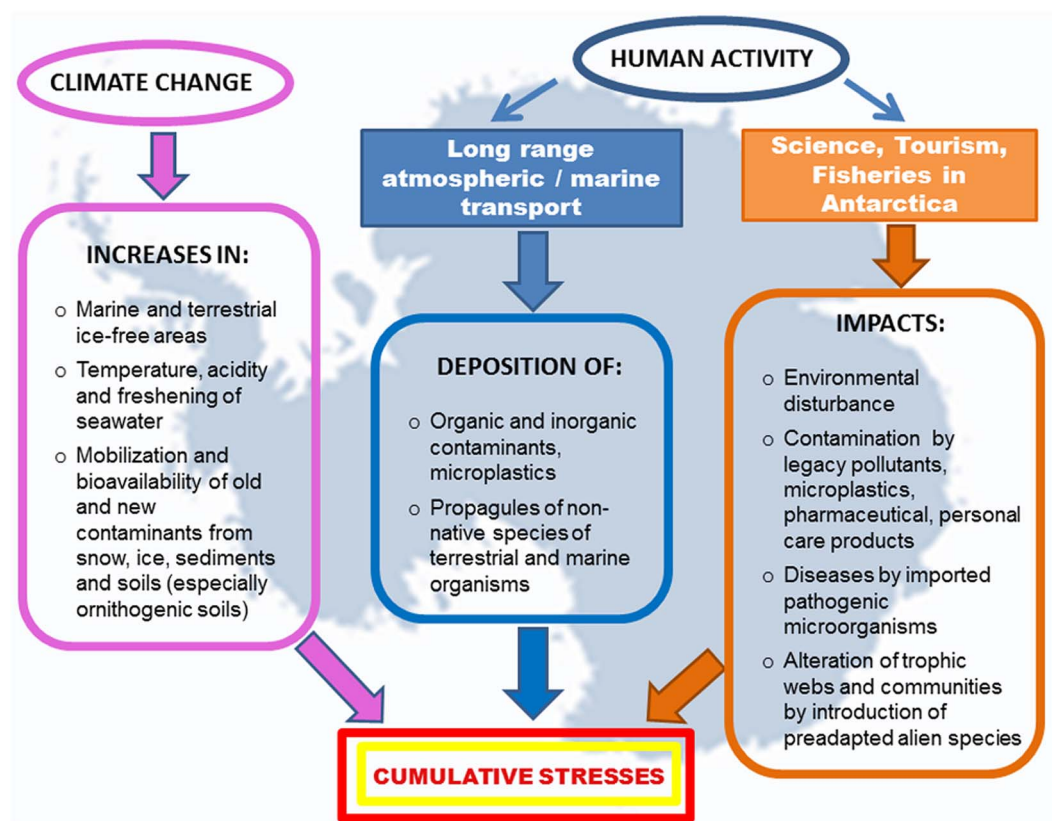 CLIMATE CHANGE
HUMAN ACTIVITY
Long range
atmospheric / marine
transport
Science, Tourism,
Fisheries in
Antarctica
INCREASES IN:
o Marine and terrestrial
ice-free areas
o Temperature, acidity
and freshening of
seawater
o Mobilization and
bioavailability of old
and new
contaminants from
snow, ice, sediments
and soils (especially
ornithogenic soils)
DEPOSITION OF:
o Organic and inorganic
contaminants,
microplastics
o Propagules of non-
native species of
terrestrial and marine
organisms
IMPACTS:
o Environmental
disturbance
o Contamination by
legacy pollutants,
microplastics,
pharmaceutical, personal
care products
o Diseases by imported
pathogenic
microorganisms
o Alteration of trophic
webs and communities
by introduction of
preadapted alien species
CUMULATIVE STRESSES